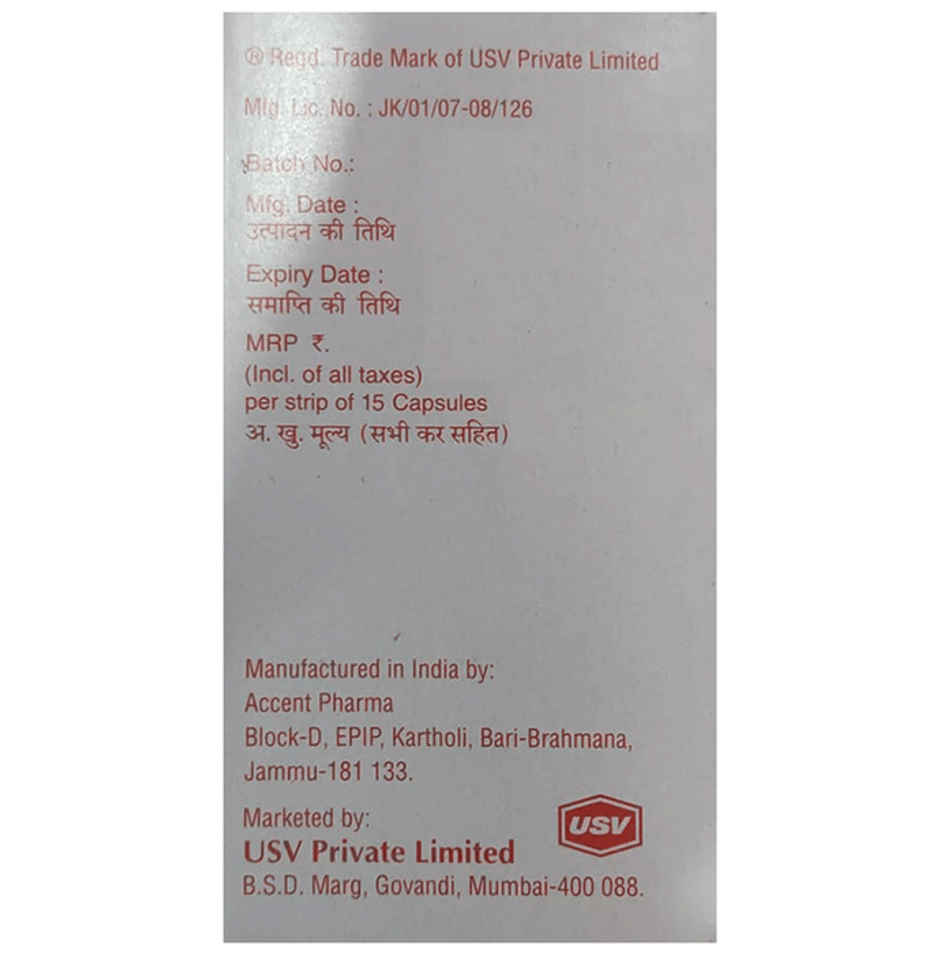 ® Regd. Trade Mark of USV Private Limited
Mfg. Lic. No. : JK/01/07-08/126
Batch No.:
Mfg. Date :
उत्पादन की तिथि
Expiry Date :
समाप्ति की तिथि
MRP ₹.
(Incl. of all taxes)
per strip of 15 Capsules
अ. खु. मूल्य (सभी कर सहित)
Manufactured in India by:
Accent Pharma
Block-D, EPIP, Kartholi, Bari-Brahmana,
Jammu-181 133.
Marketed by:
USV
USV Private Limited
B.S.D. Marg, Govandi, Mumbai-400 088.